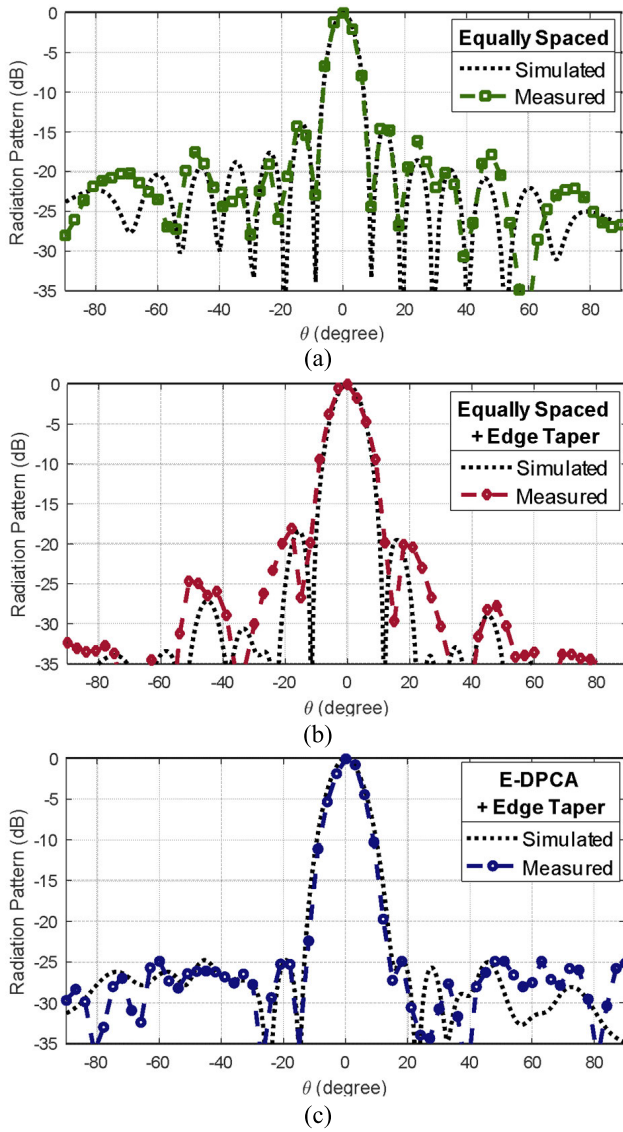 0
-5
-10
-15
-20
-25
-30
-35
Radiation Pattern (dB)
Equally Spaced
Simulated
Measured
-80 -60 -40 -20 0 20 40 60 80
θ (degree)
(a)
0
-5
-10
-15
-20
-25
-30
35
Radiation Pattern (dB)
Equally Spaced
+ Edge Taper
Simulated
Measured
-80 -60 -40 -20 0 20 40 60 80
θ (degree)
(b)
0
-5
-10
-15
-20
-25
-30
-35
Radiation Pattern (dB)
E-DPCA
+ Edge Taper
Simulated
Measured
-80 -60 -40 -20 0 20 40 60 80
θ (degree)
(c)